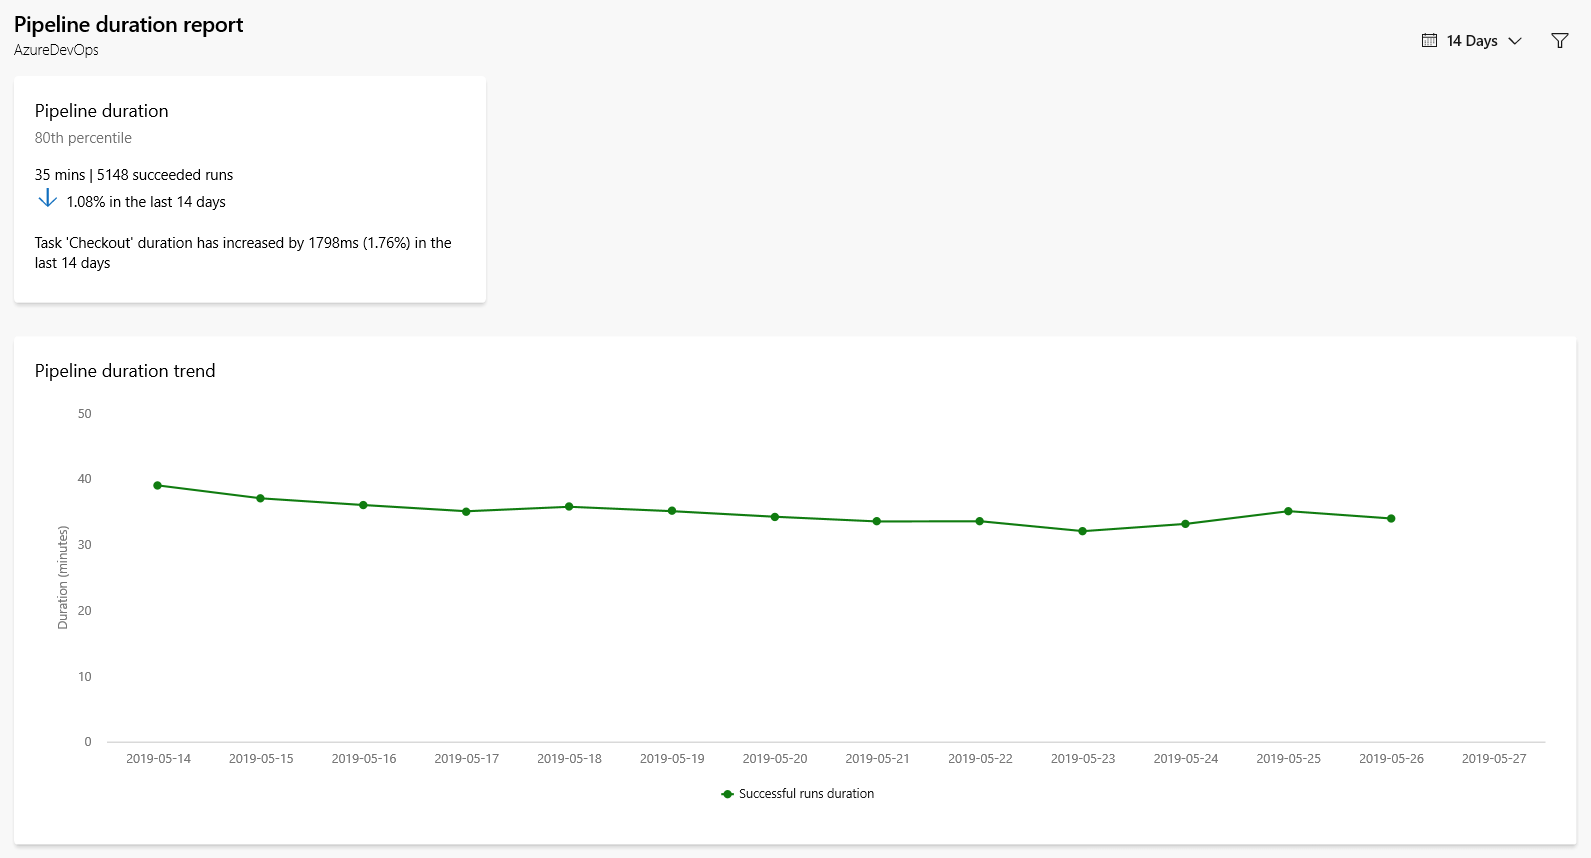 Pipeline duration report
AzureDevOps
14 Days
Pipeline duration
80th percentile
35 mins | 5148 succeeded runs
1.08% in the last 14 days
Task 'Checkout' duration has increased by 1798ms (1.76%) in the
last 14 days
Pipeline duration trend
50
40
30
20
10
0
Duration (minutes)
2019-05-14 2019-05-15 2019-05-16 2019-05-17 2019-05-18 2019-05-19 2019-05-20 2019-05-21 2019-05-22 2019-05-23 2019-05-24 2019-05-25 2019-05-26 2019-05-27
Successful runs duration